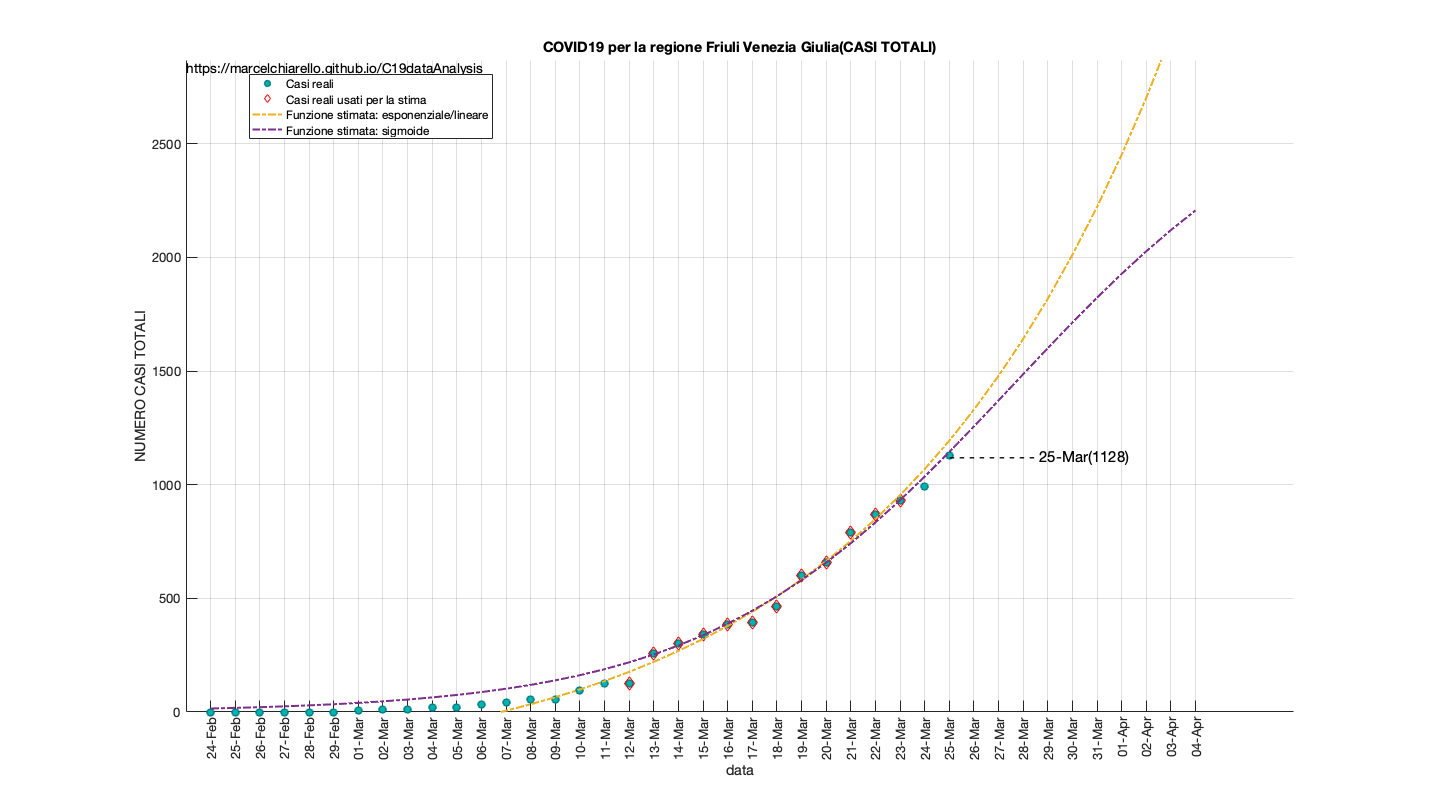 COVID19 per la regione Friuli Venezia Giulia(CASI TOTALI)
https://marcelchiarello.github.io/C19dataAnalysis
Casi reali
Casi reali usati per la stima
Funzione stimata: esponenziale/lineare
Funzione stimata: sigmoide
NUMERO CASI TOTALI
2500
2000
1500
1000
500
0
25-Mar(1128)
24-Feb
25-Feb
26-Feb
27-Feb
28-Feb
29-Feb
01-Mar
02-Mar
03-Mar
04-Mar
05-Mar
06-Mar
07-Mar
08-Mar
09-Mar
10-Mar
11-Mar
12-Mar
13-Mar
14-Mar
15-Mar
16-Mar
17-Mar
18-Mar
19-Mar
20-Mar
21-Mar
22-Mar
23-Mar
24-Mar
25-Mar
26-Mar
27-Mar
28-Mar
29-Mar
30-Mar
31-Mar
01-Apr
02-Apr
03-Apr
04-Apr
data